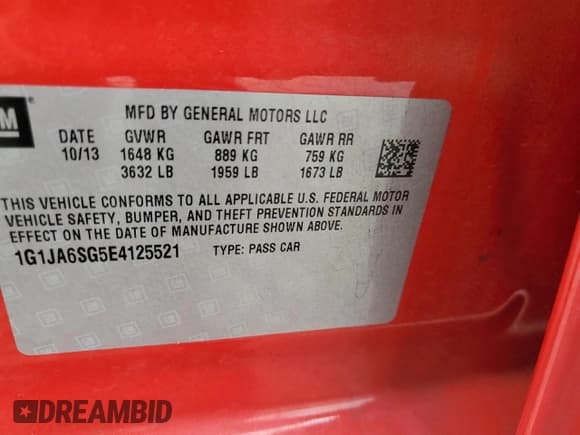 M ®
MFD BY GENERAL MOTORS LLC
DATE GVWR GAWR FRT GAWR RR
10/13 1648 KG 889 KG 759 KG
3632 LB 1959 LB 1673 LB
THIS VEHICLE CONFORMS TO ALL APPLICABLE U.S. FEDERAL MOTOR
VEHICLE SAFETY, BUMPER, AND THEFT PREVENTION STANDARDS IN
EFFECT ON THE DATE OF MANUFACTURE SHOWN ABOVE.
1G1JA6SG5E4125521 TYPE: PASS CAR
DREAMBID